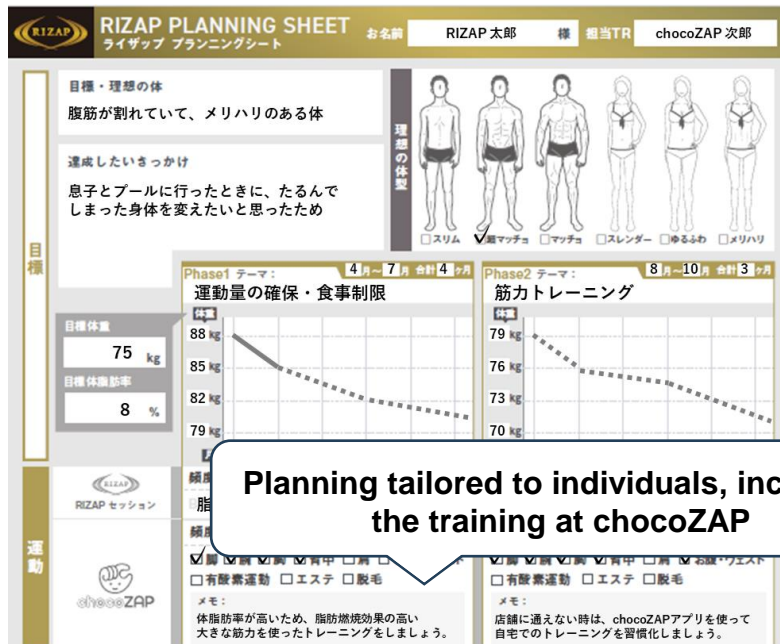 RIZAP
RIZAP PLANNING SHEET
ライザップ プランニングシート
お名前 RIZAP 太郎 様 担当TR chocoZAP 次郎
目標
目標・理想の体
腹筋が割れていて、メリハリのある体
達成したいきっかけ
息子とプールに行ったときに、たるんで
しまった身体を変えたいと思ったため
理想の体型
□スリム ☑細マッチョ □マッチョ □スレンダー □ゆるふわ □メリハリ
目標体重
75 kg
目標体脂肪率
8 %
Phase1 テーマ: 4月~7月 合計4ヶ月
運動量の確保・食事制限
体重
88 kg
85 kg
82 kg
79 kg
Phase2 テーマ: 8月~10月 合計3ヶ月
筋力トレーニング
体重
79 kg
76 kg
73 kg
70 kg
Planning tailored to individuals, inc
the training at chocoZAP
運動
RIZAP
RIZAP セッション
頻度
脂
chocoZAP
頻度
☑脚 ☑腕 ☑胸 ☑背中 □肩
□有酸素運動 □エステ □脱毛
メモ:
体脂肪率が高いため、脂肪燃焼効果の高い
大きな筋力を使ったトレーニングをしましょう。
☑脚 ☑腕 ☑胸 ☑背中 □肩 ☑お腹・ウエスト
□有酸素運動 □エステ □脱毛
メモ:
店舗に通えない時は、chocoZAPアプリを使って
自宅でのトレーニングを習慣化しましょう。